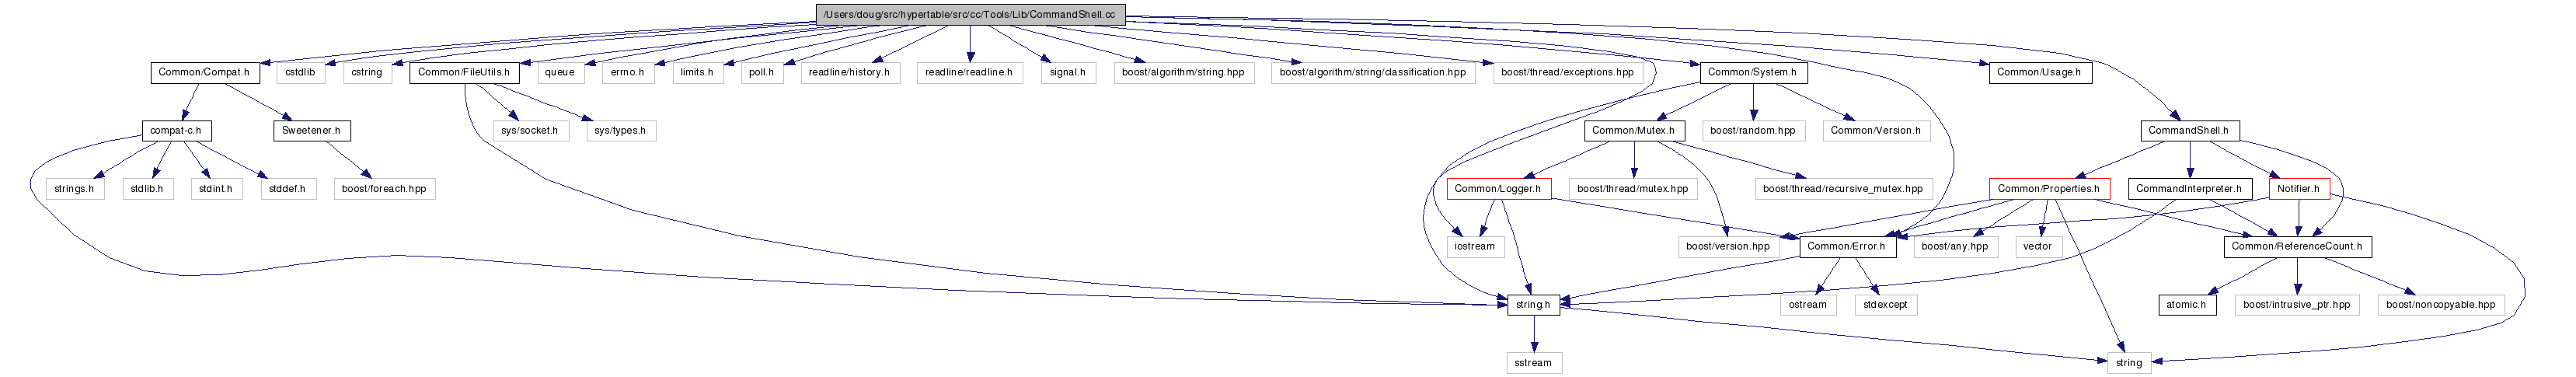 /Users/doug/src/hypertable/src/cc/Tools/Lib/CommandShell.cc
Common/Compat.h
cstdlib
cstring
Common/FileUtils.h
queue
errno.h
limits.h
poll.h
readline/history.h
readline/readline.h
signal.h
boost/algorithm/string.hpp
boost/algorithm/string/classification.hpp
boost/thread/exceptions.hpp
Common/System.h
Common/Usage.h
compat-c.h
Sweetener.h
sys/socket.h
sys/types.h
Common/Mutex.h
boost/random.hpp
Common/Version.h
CommandShell.h
strings.h
stdlib.h
stdint.h
stddef.h
boost/foreach.hpp
Common/Logger.h
boost/thread/mutex.hpp
boost/thread/recursive_mutex.hpp
Common/Properties.h
CommandInterpreter.h
Notifier.h
iostream
boost/version.hpp
Common/Error.h
boost/any.hpp
vector
Common/ReferenceCount.h
string.h
ostream
stdexcept
atomic.h
boost/intrusive_ptr.hpp
boost/noncopyable.hpp
sstream
string